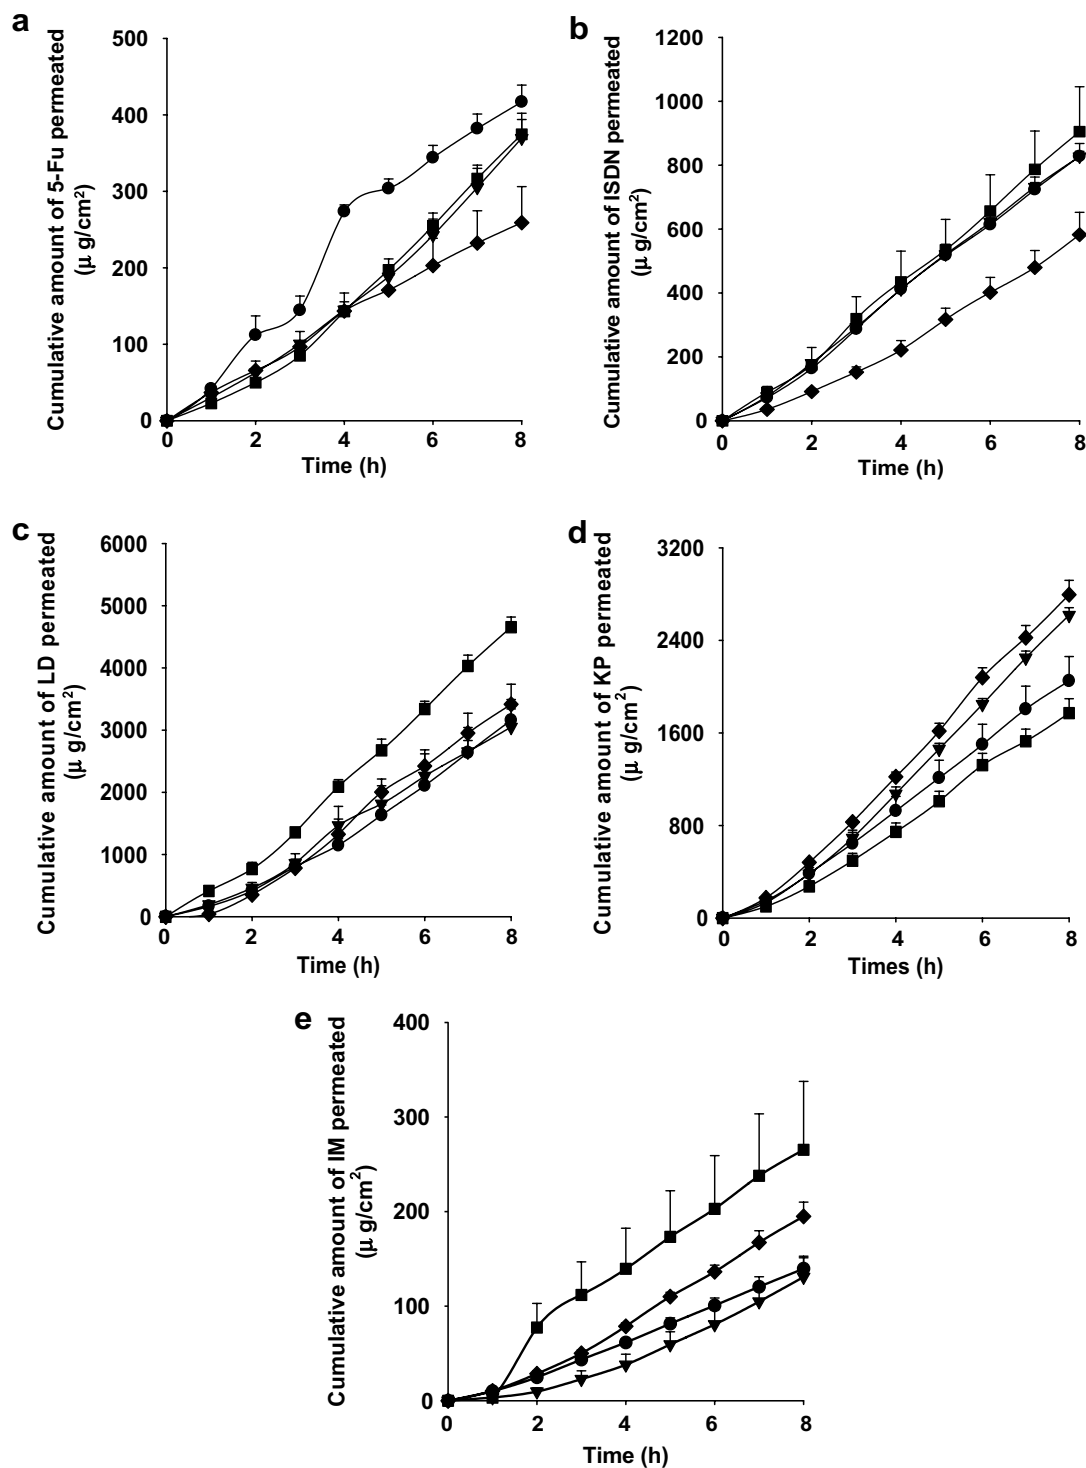 a
Cumulative amount of 5-Fu permeated
(μ g/cm²)
500
400
300
200
100
0
0 2 4 6 8
Time (h)
b
Cumulative amount of ISDN permeated
(μ g/cm²)
1200
1000
800
600
400
200
0
0 2 4 6 8
Time (h)
c
Cumulative amount of LD permeated
(μ g/cm²)
6000
5000
4000
3000
2000
1000
0
0 2 4 6 8
Time (h)
d
Cumulative amount of KP permeated
(μ g/cm²)
3200
2400
1600
800
0
0 2 4 6 8
Times (h)
e
Cumulative amount of IM permeated
(μ g/cm²)
400
300
200
100
0
0 2 4 6 8
Time (h)